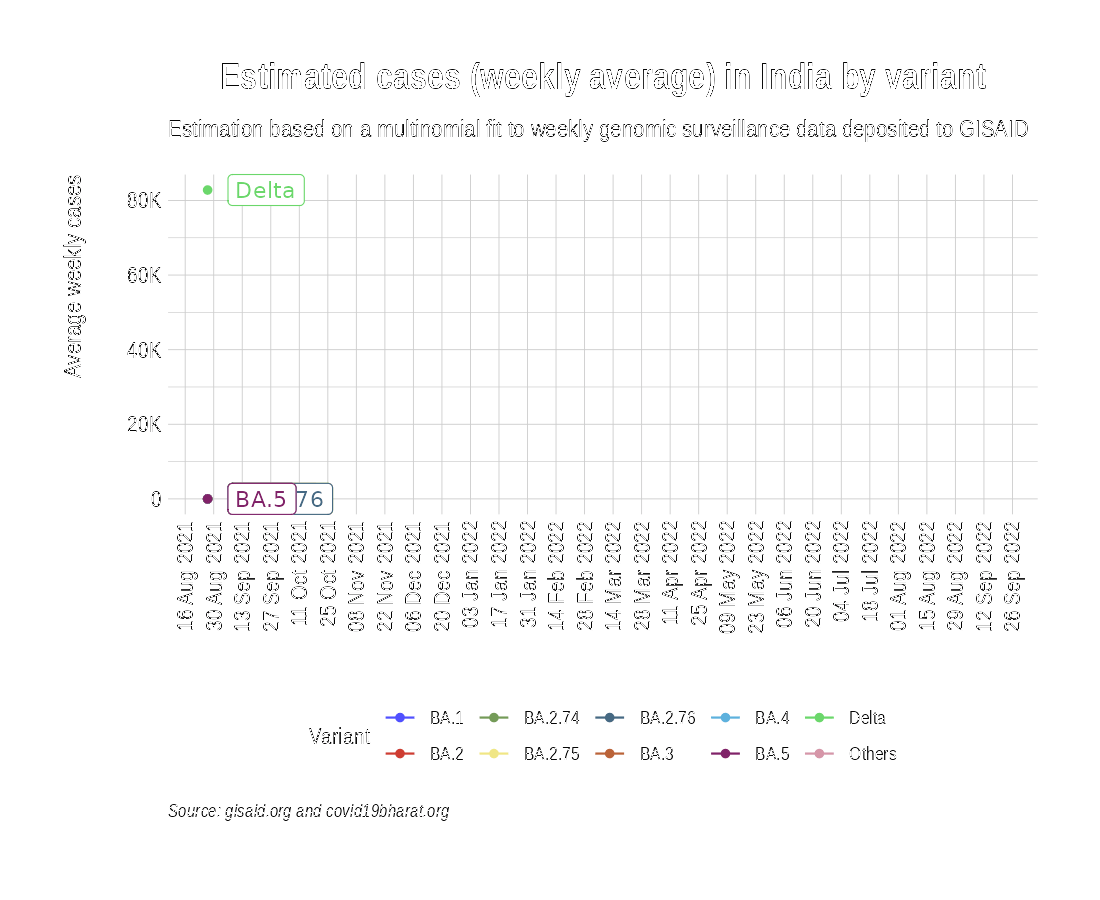 Estimated cases (weekly average) in India by variant
Estimation based on a multinomial fit to weekly genomic surveillance data deposited to GISAID
Average weekly cases
80K
60K
40K
20K
0
Delta
BA.5
76
16 Aug 2021
30 Aug 2021
13 Sep 2021
27 Sep 2021
11 Oct 2021
25 Oct 2021
08 Nov 2021
22 Nov 2021
06 Dec 2021
20 Dec 2021
03 Jan 2022
17 Jan 2022
31 Jan 2022
14 Feb 2022
28 Feb 2022
14 Mar 2022
28 Mar 2022
11 Apr 2022
25 Apr 2022
09 May 2022
23 May 2022
06 Jun 2022
20 Jun 2022
04 Jul 2022
18 Jul 2022
01 Aug 2022
15 Aug 2022
29 Aug 2022
12 Sep 2022
26 Sep 2022
Variant
BA.1 BA.2.74 BA.2.76 BA.4 Delta
BA.2 BA.2.75 BA.3 BA.5 Others
Source: gisaid.org and covid19bharat.org